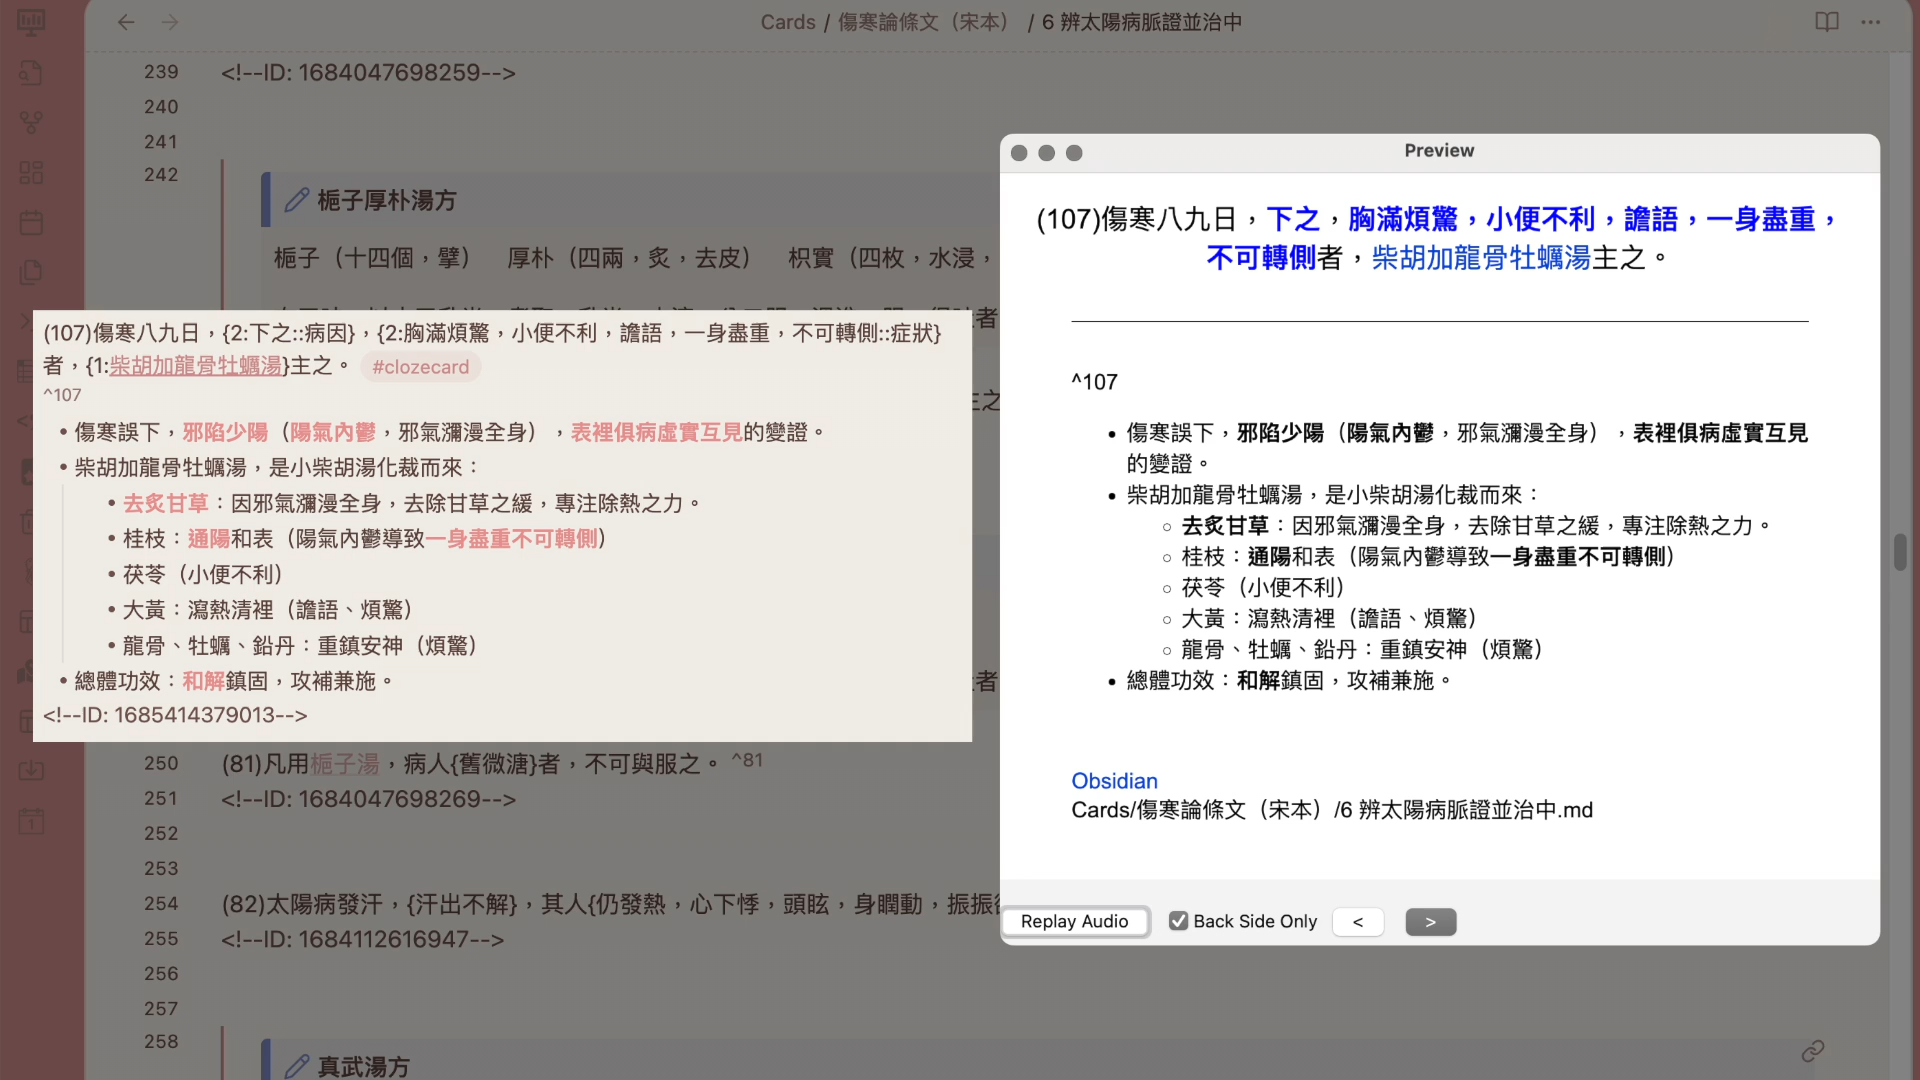 Cards / 傷寒論條文（宋本） / 6 辨太陽病脈證並治中
239 <!--ID: 1684047698259-->
240
241
242 梔子厚朴湯方
梔子（十四個，擘） 厚朴（四兩，炙，去皮） 枳實（四枚，水浸，
(107)傷寒八九日，{2:下之::病因}，{2:胸滿煩驚，小便不利，譫語，一身盡重，不可轉側::症狀}
者，{1:柴胡加龍骨牡蠣湯}主之。 #clozecard
^107
• 傷寒誤下，邪陷少陽（陽氣內鬱，邪氣瀰漫全身），表裡俱病虛實互見的變證。
• 柴胡加龍骨牡蠣湯，是小柴胡湯化裁而來：
• 去炙甘草：因邪氣瀰漫全身，去除甘草之緩，專注除熱之力。
• 桂枝：通陽和表（陽氣內鬱導致一身盡重不可轉側）
• 茯苓（小便不利）
• 大黃：瀉熱清裡（譫語、煩驚）
• 龍骨、牡蠣、鉛丹：重鎮安神（煩驚）
• 總體功效：和解鎮固，攻補兼施。
<!--ID: 1685414379013-->
250 (81)凡用梔子湯，病人{舊微溏}者，不可與服之。 ^81
251 <!--ID: 1684047698269-->
252
253
254 (82)太陽病發汗，{汗出不解}，其人{仍發熱，心下悸，頭眩，身瞤動，振振
255 <!--ID: 1684112616947-->
256
257
258 真武湯方
Preview
(107)傷寒八九日，下之，胸滿煩驚，小便不利，譫語，一身盡重，
不可轉側者，柴胡加龍骨牡蠣湯主之。
^107
• 傷寒誤下，邪陷少陽（陽氣內鬱，邪氣瀰漫全身），表裡俱病虛實互見
的變證。
• 柴胡加龍骨牡蠣湯，是小柴胡湯化裁而來：
◦ 去炙甘草：因邪氣瀰漫全身，去除甘草之緩，專注除熱之力。
◦ 桂枝：通陽和表（陽氣內鬱導致一身盡重不可轉側）
◦ 茯苓（小便不利）
◦ 大黃：瀉熱清裡（譫語、煩驚）
◦ 龍骨、牡蠣、鉛丹：重鎮安神（煩驚）
• 總體功效：和解鎮固，攻補兼施。
Obsidian
Cards/傷寒論條文（宋本）/6 辨太陽病脈證並治中.md
Replay Audio Back Side Only < >